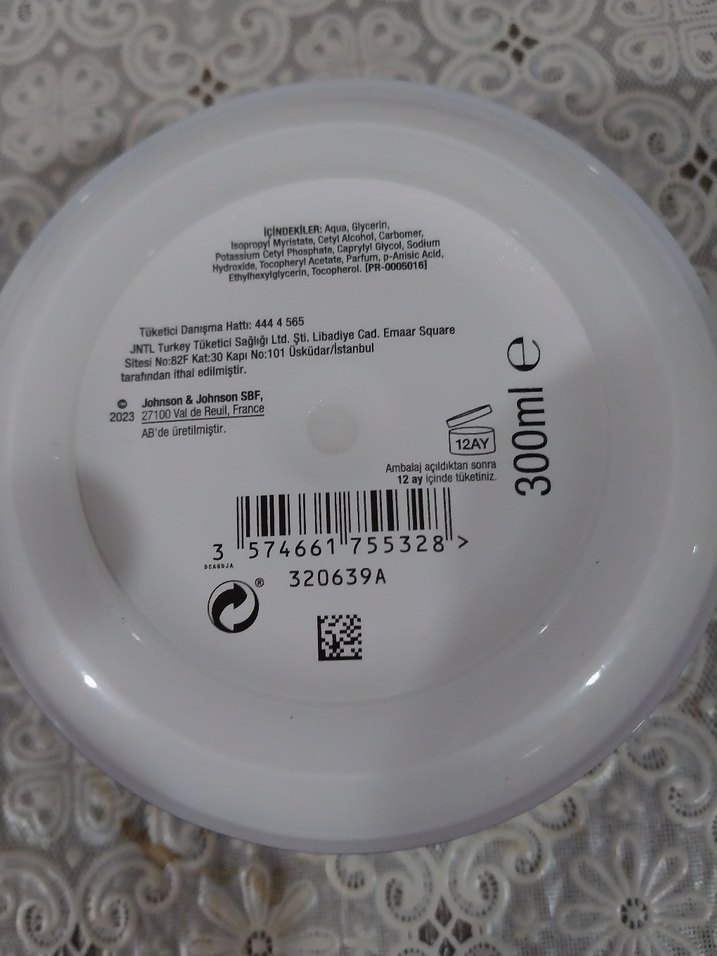 İÇİNDEKİLER: Aqua, Glycerin,
Isopropyl Myristate, Cetyl Alcohol, Carbomer,
Potassium Cetyl Phosphate, Caprylyl Glycol, Sodium
Hydroxide, Tocopheryl Acetate, Parfum, p-Anisic Acid,
Ethylhexylglycerin, Tocopherol. [PR-0005016]
Tüketici Danışma Hattı: 444 4 565
JNTL Turkey Tüketici Sağlığı Ltd. Şti. Libadiye Cad. Emaar Square
Sitesi No:82F Kat:30 Kapı No:101 Üsküdar/İstanbul
tarafından ithal edilmiştir.
© 2023
Johnson & Johnson SBF,
27100 Val de Reuil, France
AB'de üretilmiştir.
12AY
300ml e
Ambalaj açıldıktan sonra
12 ay içinde tüketiniz.
3 574661 755328 >
320639A
®